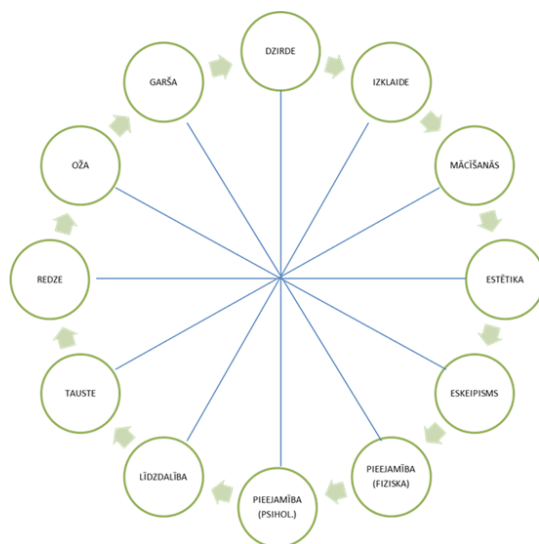 DZIRDE
IZKLAIDE
MĀCĪŠANĀS
ESTĒTIKA
ESKEIPISMS
PIEEJAMĪBA
(FIZISKA)
PIEEJAMĪBA
(PSIHOL.)
LĪDZDALĪBA
TAUSTE
REDZE
OŽA
GARŠA